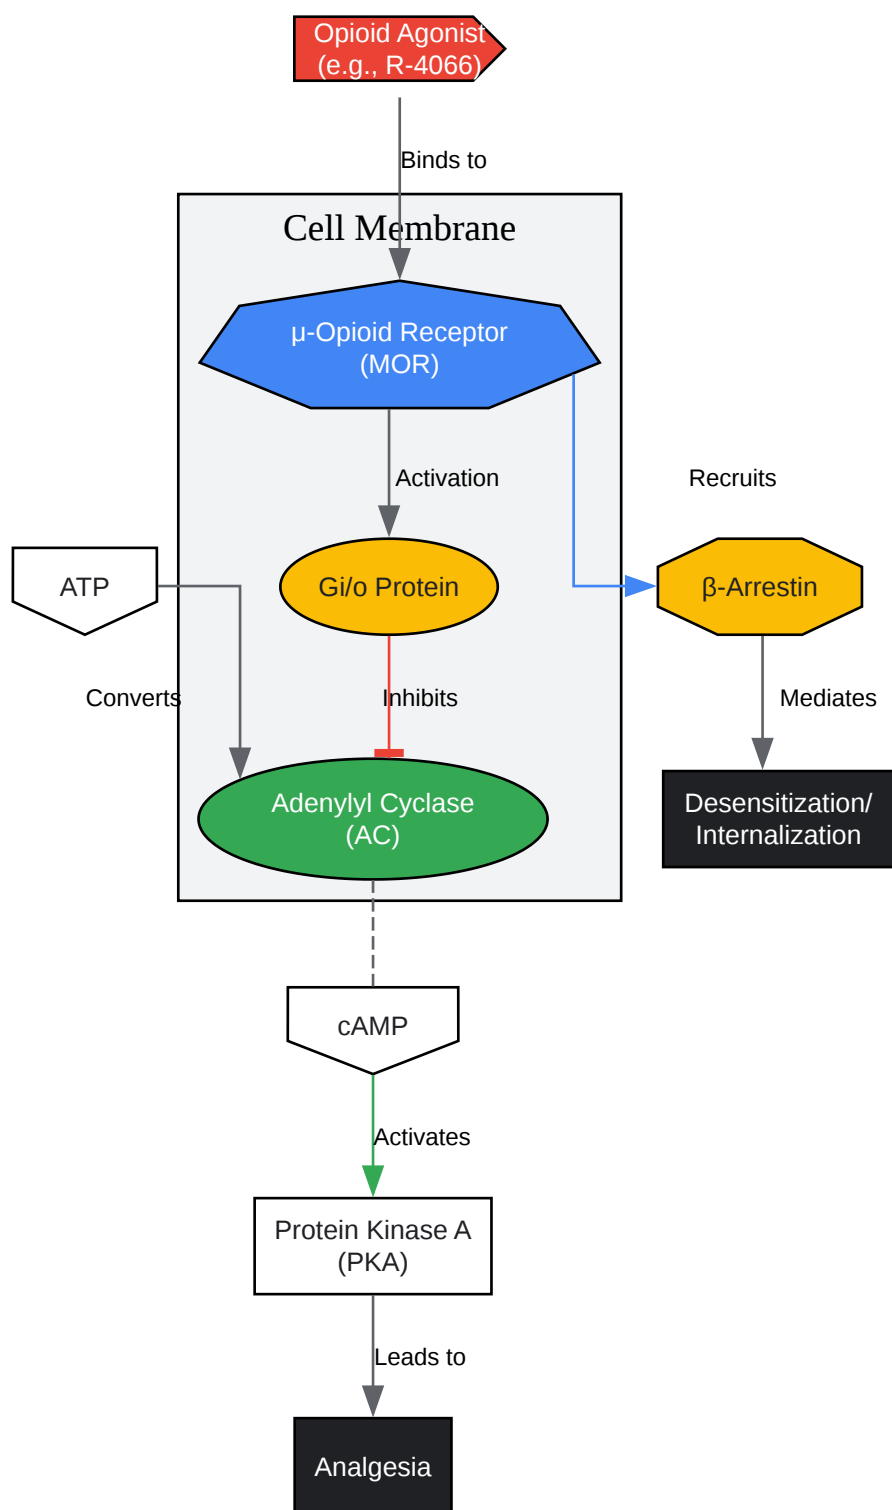 Opioid Agonist
(e.g., R-4066)
Binds to
Cell Membrane
μ-Opioid Receptor
(MOR)
Activation
Recruits
ATP
Gi/o Protein
β-Arrestin
Converts
Inhibits
Mediates
Adenylyl Cyclase
(AC)
Desensitization/
Internalization
cAMP
Activates
Protein Kinase A
(PKA)
Leads to
Analgesia